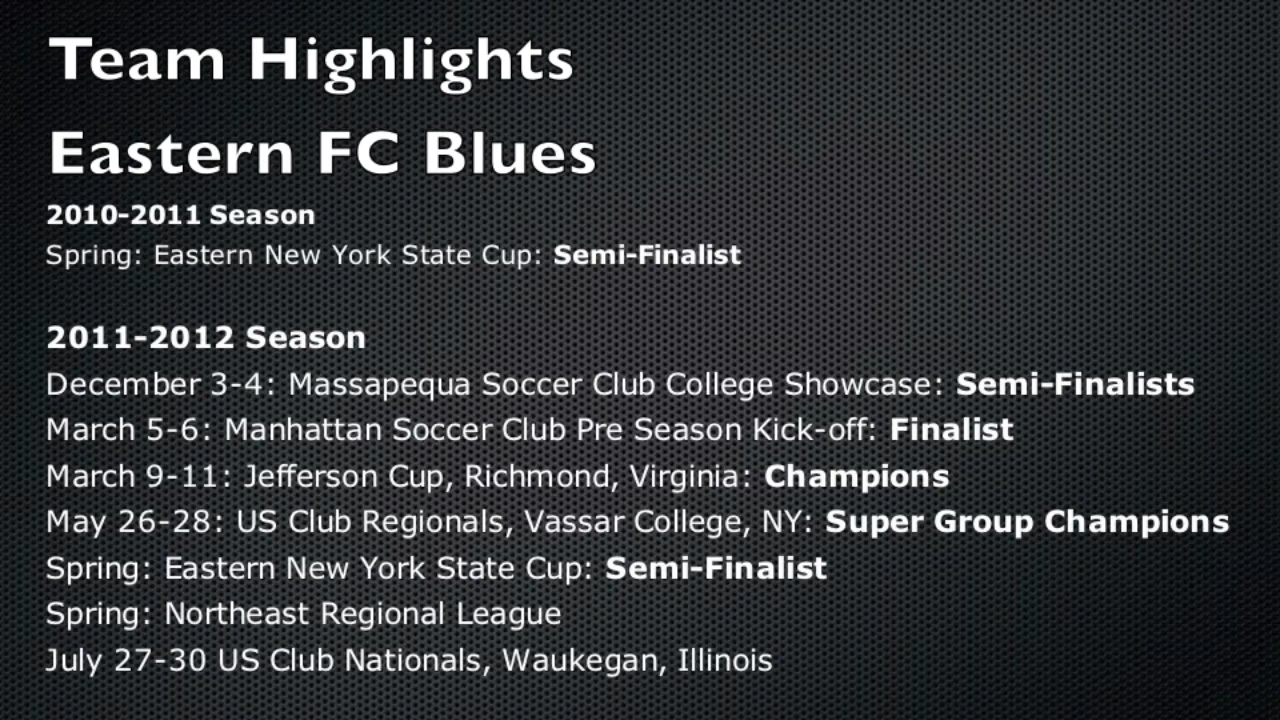 Team Highlights
Eastern FC Blues
2010-2011 Season
Spring: Eastern New York State Cup: Semi-Finalist
2011-2012 Season
December 3-4: Massapequa Soccer Club College Showcase: Semi-Finalists
March 5-6: Manhattan Soccer Club Pre Season Kick-off: Finalist
March 9-11: Jefferson Cup, Richmond, Virginia: Champions
May 26-28: US Club Regionals, Vassar College, NY: Super Group Champions
Spring: Eastern New York State Cup: Semi-Finalist
Spring: Northeast Regional League
July 27-30 US Club Nationals, Waukegan, Illinois